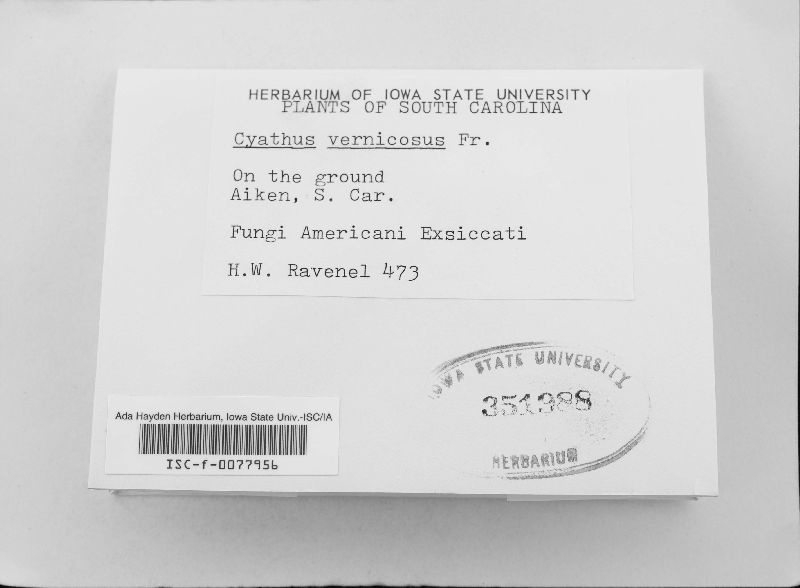 HERBARIUM OF IOWA STATE UNIVERSITY
PLANTS OF SOUTH CAROLINA
Cyathus vernicosus Fr.
On the ground
Aiken, S. Car.
Fungi Americani Exsiccati
H.W. Ravenel 473
IOWA STATE UNIVERSITY
351988
HERBARIUM
Ada Hayden Herbarium, Iowa State Univ.-ISC/IA
ISC-f-0077956